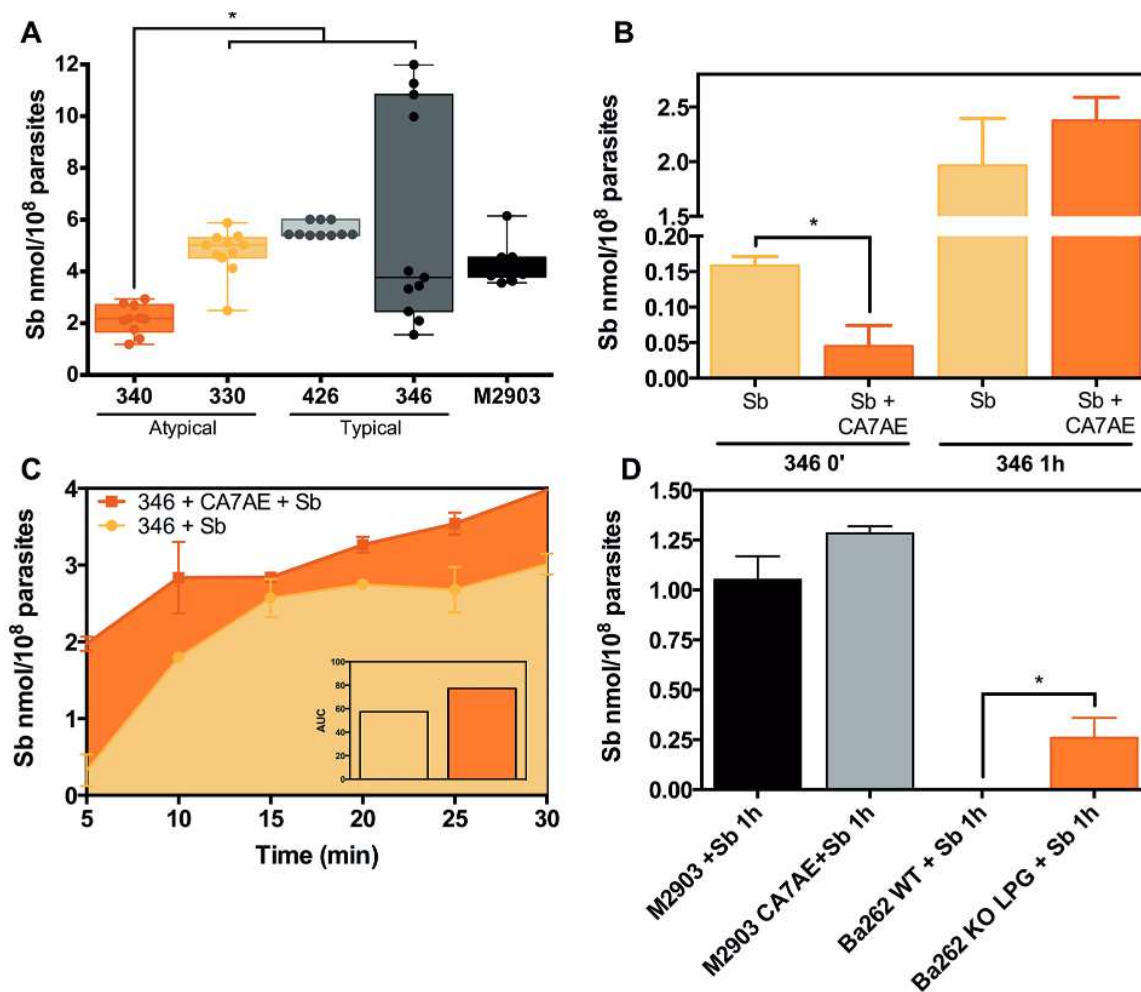 A
*
Sb nmol/10⁸ parasites
12
10
8
6
4
2
0
340 330 426 346 M2903
Atypical Typical
B
Sb nmol/10⁸ parasites
2.5
2.0
1.5
0.20
0.15
0.10
0.05
0.00
*
Sb Sb + CA7AE Sb Sb + CA7AE
346 0' 346 1h
C
Sb nmol/10⁸ parasites
4
3
2
1
0
346 + CA7AE + Sb
346 + Sb
AUC
100
80
60
40
20
0
5 10 15 20 25 30
Time (min)
D
Sb nmol/10⁸ parasites
1.50
1.25
1.00
0.75
0.50
0.25
0.00
*
M2903 +Sb 1h
M2903 CA7AE+Sb 1h
Ba262 WT + Sb 1h
Ba262 KO LPG + Sb 1h